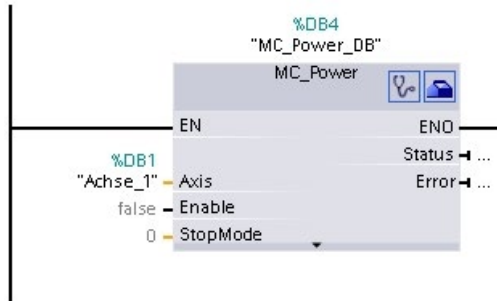 %DB4
"MC_Power_DB"
MC_Power
EN ENO
Status ...
%DB1
"Achse_1" Axis Error ...
false Enable
0 StopMode